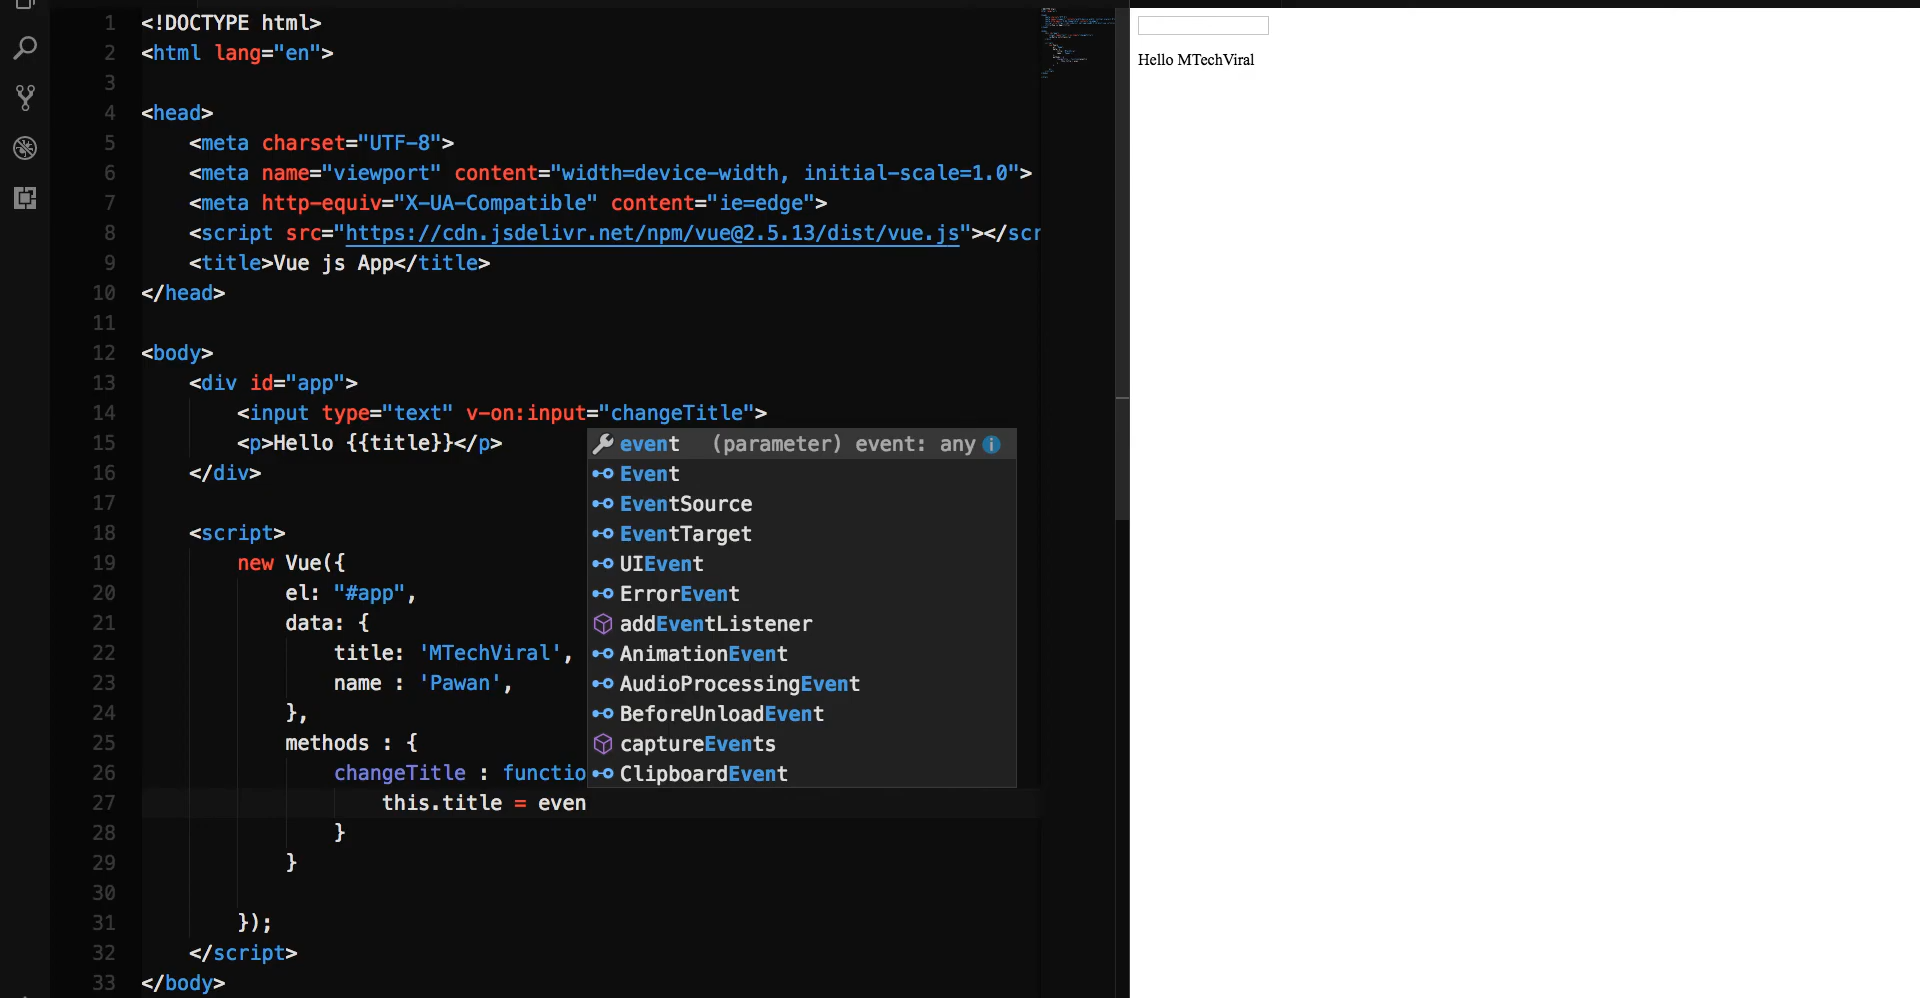 1 <!DOCTYPE html>
2 <html lang="en">
3
4 <head>
5 <meta charset="UTF-8">
6 <meta name="viewport" content="width=device-width, initial-scale=1.0">
7 <meta http-equiv="X-UA-Compatible" content="ie=edge">
8 <script src="https://cdn.jsdelivr.net/npm/vue@2.5.13/dist/vue.js"></scr
9 <title>Vue js App</title>
10 </head>
11
12 <body>
13 <div id="app">
14 <input type="text" v-on:input="changeTitle">
15 <p>Hello {{title}}</p>
16 </div>
17
18 <script>
19 new Vue({
20 el: "#app",
21 data: {
22 title: 'MTechViral',
23 name : 'Pawan',
24 },
25 methods : {
26 changeTitle : functio
27 this.title = even
28 }
29 }
30
31 });
32 </script>
33 </body>
event (parameter) event: any
Event
EventSource
EventTarget
UIEvent
ErrorEvent
addEventListener
AnimationEvent
AudioProcessingEvent
BeforeUnloadEvent
captureEvents
ClipboardEvent
Hello MTechViral